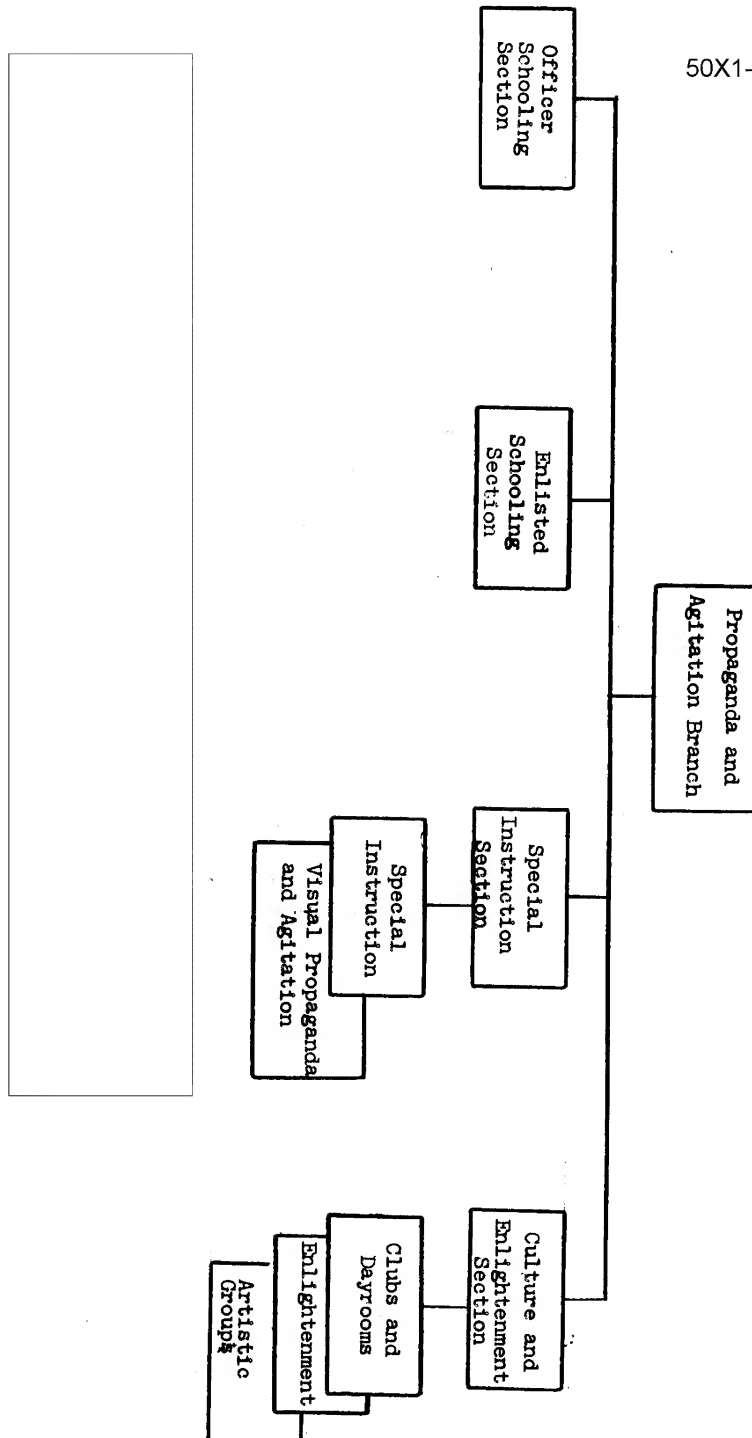 50X1-
Propaganda and
Agitation Branch
Officer
Schooling
Section
Enlisted
Schooling
Section
Special
Instruction
Section
Culture and
Enlightenment
Section
Special
Instruction
Visual Propaganda
and Agitation
Clubs and
Dayrooms
Enlightenment
Artistic
Groups